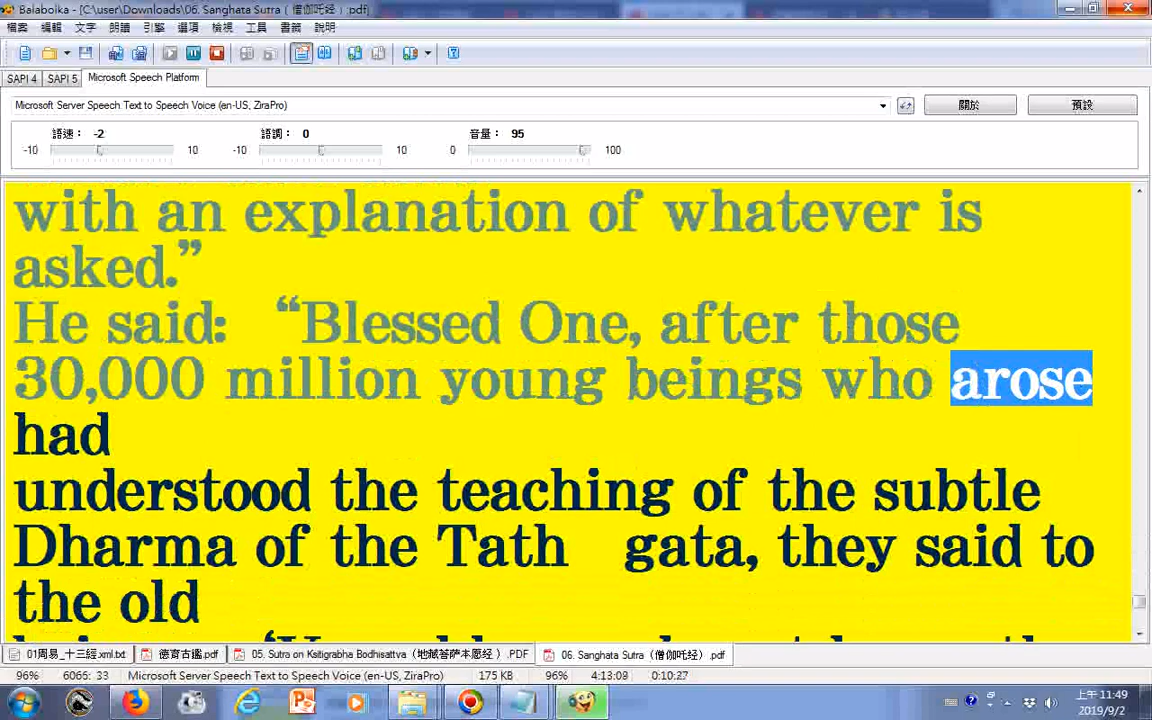 Balabolka - [C:\user\Downloads\06. Sanghata Sutra (僧伽吒经) .pdf]
檔案 編輯 文字 朗讀 引擎 選項 檢視 工具 書籤 說明
SAPI 4 SAPI 5 Microsoft Speech Platform
Microsoft Server Speech Text to Speech Voice (en-US, ZiraPro) 關於 預設
語速： -2 語調： 0 音量： 95
-10 10 -10 10 0 100
with an explanation of whatever is
asked.”
He said: “Blessed One, after those
30,000 million young beings who arose
had
understood the teaching of the subtle
Dharma of the Tath gata, they said to
the old
01周易_十三經.xml.txt 德育古鑑.pdf 05. Sutra on Ksitigrabha Bodhisattva（地藏菩萨本愿经）.PDF 06. Sanghata Sutra（僧伽吒经）.pdf
96% 6066: 33 Microsoft Server Speech Text to Speech Voice (en-US, ZiraPro) 175 KB 96% 4:13:09 0:10:27
上午 11:49
2019/9/2